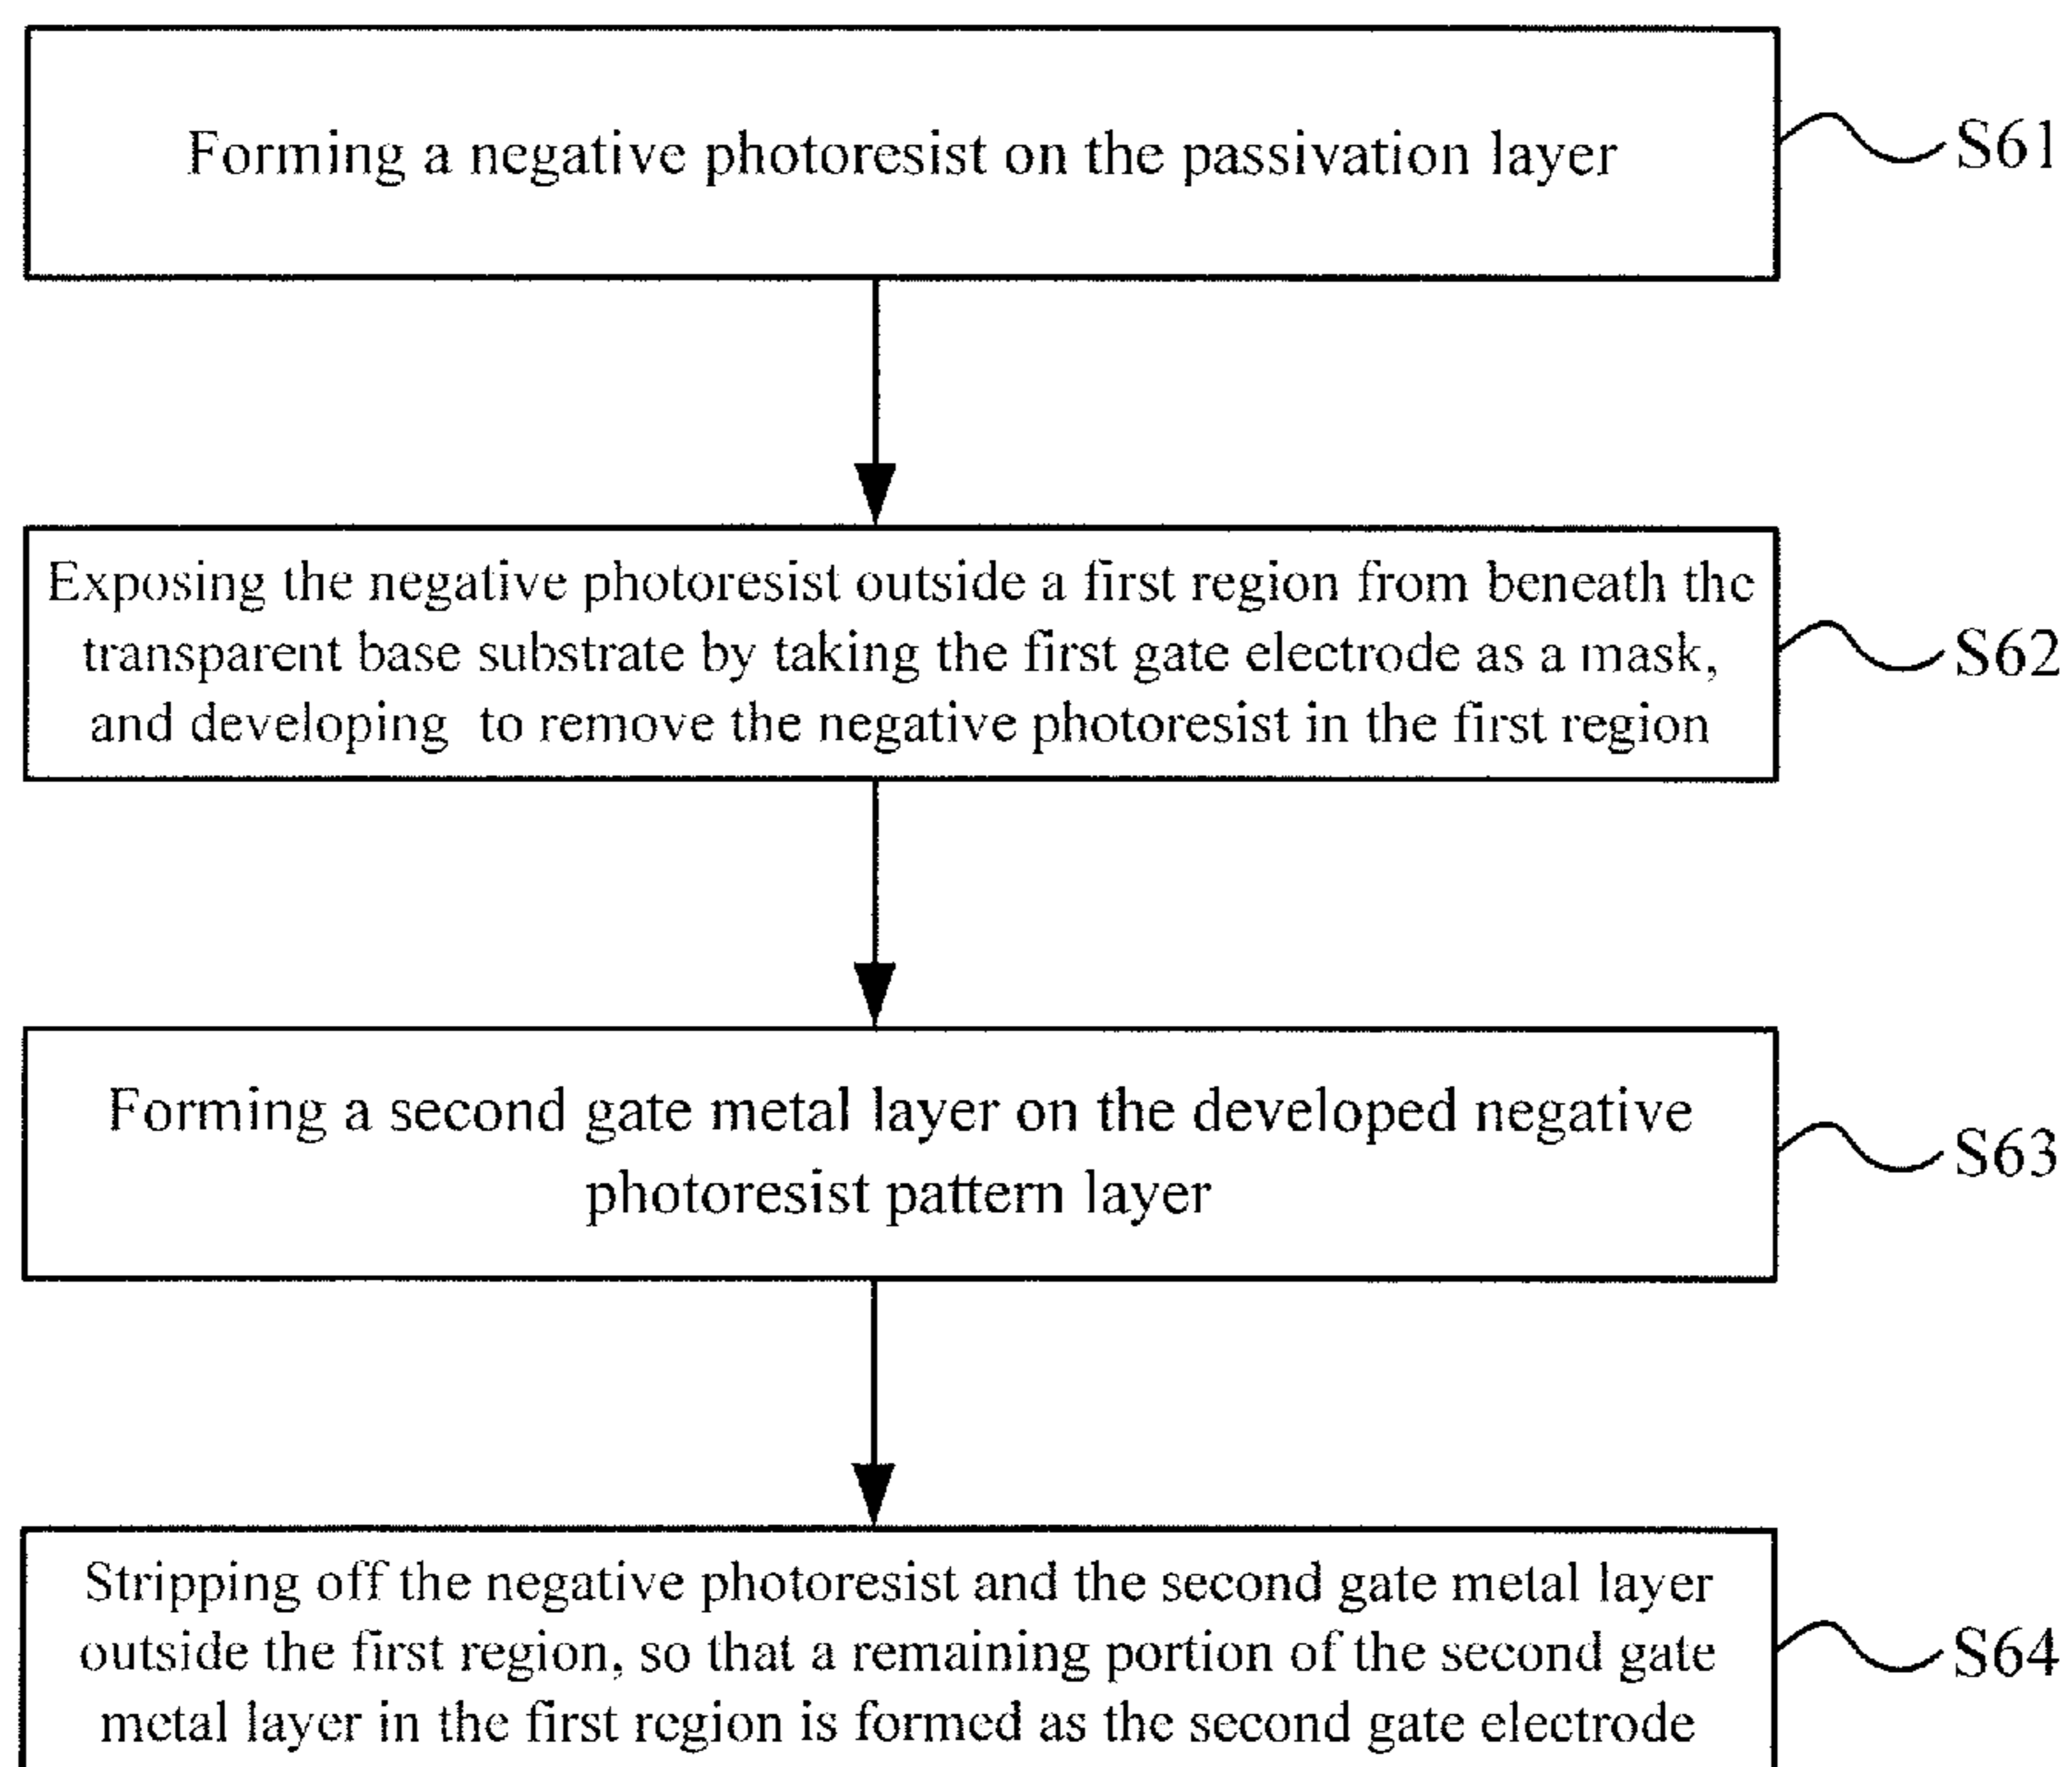 Forming a negative photoresist on the passivation layer
S61
Exposing the negative photoresist outside a first region from beneath the
transparent base substrate by taking the first gate electrode as a mask,
and developing to remove the negative photoresist in the first region
S62
Forming a second gate metal layer on the developed negative
photoresist pattern layer
S63
Stripping off the negative photoresist and the second gate metal layer
outside the first region, so that a remaining portion of the second gate
metal layer in the first region is formed as the second gate electrode
S64